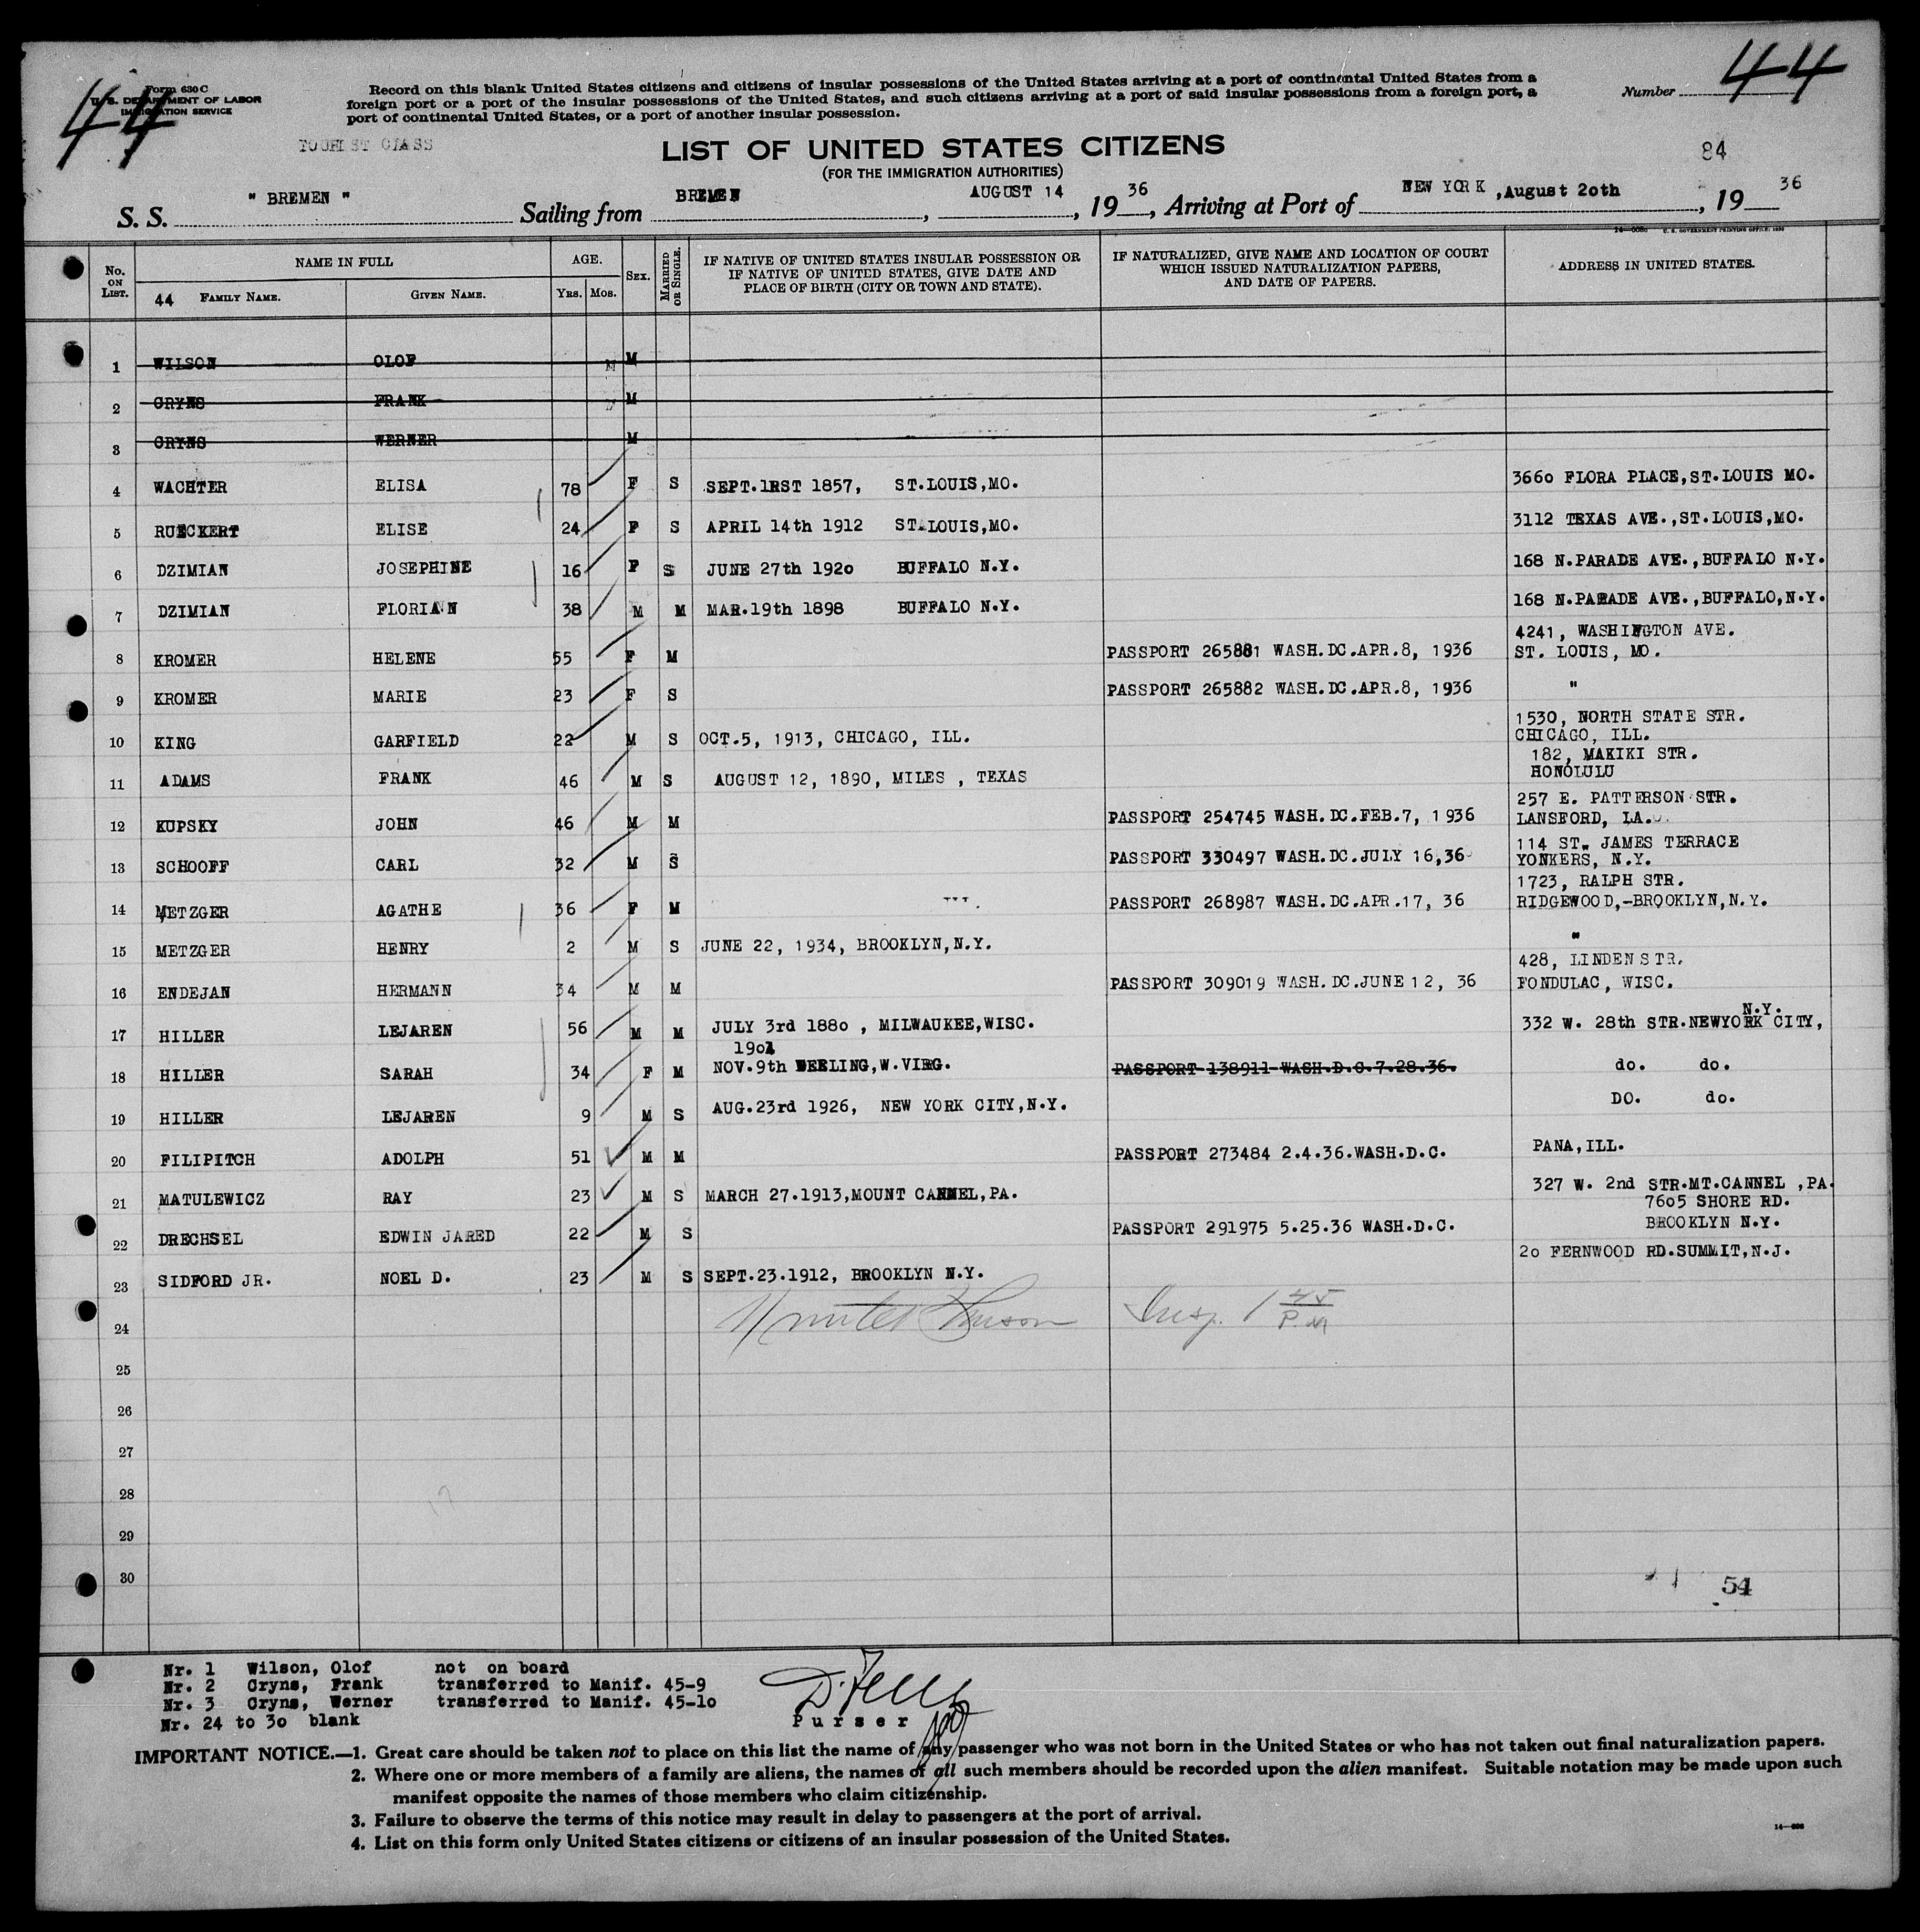 44
44
Form 630 C
U. S. DEPARTMENT OF LABOR
IMMIGRATION SERVICE
Record on this blank United States citizens and citizens of insular possessions of the United States arriving at a port of continental United States from a
foreign port or a port of the insular possessions of the United States, and such citizens arriving at a port of said insular possessions from a foreign port, a
port of continental United States, or a port of another insular possession.
Number
TOURIST CLASS
LIST OF UNITED STATES CITIZENS
(FOR THE IMMIGRATION AUTHORITIES)
84
S. S. " BREMEN " Sailing from BREMEN, AUGUST 14, 1936, Arriving at Port of NEW YORK ,August 20th, 1936
No. ON LIST.
NAME IN FULL
44 FAMILY NAME.
GIVEN NAME.
AGE.
YRS. MOS.
SEX.
MARRIED OR SINGLE.
IF NATIVE OF UNITED STATES INSULAR POSSESSION OR
IF NATIVE OF UNITED STATES, GIVE DATE AND
PLACE OF BIRTH (CITY OR TOWN AND STATE).
IF NATURALIZED, GIVE NAME AND LOCATION OF COURT
WHICH ISSUED NATURALIZATION PAPERS,
AND DATE OF PAPERS.
ADDRESS IN UNITED STATES.
1 WILSON OLOF M
2 CRYNS FRANK M
3 CRYNS WERNER M
4 WACHTER ELISA 78 F S SEPT.1RST 1857, ST.LOUIS,MO. 3660 FLORA PLACE,ST.LOUIS MO.
5 RUECKERT ELISE 24 F S APRIL 14th 1912 ST.LOUIS,MO. 3112 TEXAS AVE.,ST.LOUIS,MO.
6 DZIMIAN JOSEPHINE 16 F S JUNE 27th 1920 BUFFALO N.Y. 168 N.PARADE AVE.,BUFFALO N.Y.
7 DZIMIAN FLORIAN 38 M M MAR.19th 1898 BUFFALO N.Y. 168 N.PARADE AVE.,BUFFALO,N.Y.
4241, WASHINGTON AVE.
8 KROMER HELENE 55 F M PASSPORT 265881 WASH.DC.APR.8, 1936 ST. LOUIS, MO.
9 KROMER MARIE 23 F S PASSPORT 265882 WASH.DC.APR.8, 1936 "
1530, NORTH STATE STR.
10 KING GARFIELD 22 M S OCT.5, 1913, CHICAGO, ILL. CHICAGO, ILL.
182, MAKIKI STR.
11 ADAMS FRANK 46 M S AUGUST 12, 1890, MILES , TEXAS HONOLULU
257 E. PATTERSON STR.
12 KUPSKY JOHN 46 M M PASSPORT 254745 WASH.DC.FEB.7, 1936 LANSFORD, LA.
114 ST. JAMES TERRACE
13 SCHOOFF CARL 32 M S PASSPORT 330497 WASH.DC.JULY 16,36 YONKERS, N.Y.
1723, RALPH STR.
14 METZGER AGATHE 36 F M PASSPORT 268987 WASH.DC.APR.17, 36 RIDGEWOOD,-BROOKLYN,N.Y.
15 METZGER HENRY 2 M S JUNE 22, 1934, BROOKLYN,N.Y. "
428, LINDENSTR.
16 ENDEJAN HERMANN 34 M M PASSPORT 309019 WASH.DC.JUNE12, 36 FONDULAC, WISC.
N.Y.
17 HILLER LEJAREN 56 M M JULY 3rd 1880 , MILWAUKEE,WISC. 332 W. 28th STR.NEWYORK CITY,
1901
18 HILLER SARAH 34 F M NOV.9th WEELING,W.VIRG. PASSPORT 138911 WASH.D.C.7.28.36. do. do.
19 HILLER LEJAREN 9 M S AUG.23rd 1926, NEW YORK CITY,N.Y. DO. do.
20 FILIPITCH ADOLPH 51 M M PASSPORT 273484 2.4.36.WASH.D.C. PANA,ILL.
21 MATULEWICZ RAY 23 M S MARCH 27.1913,MOUNT CANNEL,PA. 327 W. 2nd STR.MT.CANNEL ,PA.
7605 SHORE RD.
22 DRECHSEL EDWIN JARED 22 M S PASSPORT 291975 5.25.36 WASH.D.C. BROOKLYN N.Y.
23 SIDFORD JR. NOEL D. 23 M S SEPT.23.1912, BROOKLYN N.Y. 20 FERNWOOD RD.SUMMIT,N.J.
24 Insp. 1 45 P.M
25
26
27
28
29
30
54
Nr. 1 Wilson, Olof not on board
Nr. 2 Cryns, Frank transferred to Manif. 45-9
Nr. 3 Cryns, Werner transferred to Manif. 45-10
Nr. 24 to 30 blank
Purser
IMPORTANT NOTICE.—1. Great care should be taken not to place on this list the name of any passenger who was not born in the United States or who has not taken out final naturalization papers.
2. Where one or more members of a family are aliens, the names of all such members should be recorded upon the alien manifest. Suitable notation may be made upon such
manifest opposite the names of those members who claim citizenship.
3. Failure to observe the terms of this notice may result in delay to passengers at the port of arrival.
4. List on this form only United States citizens or citizens of an insular possession of the United States.